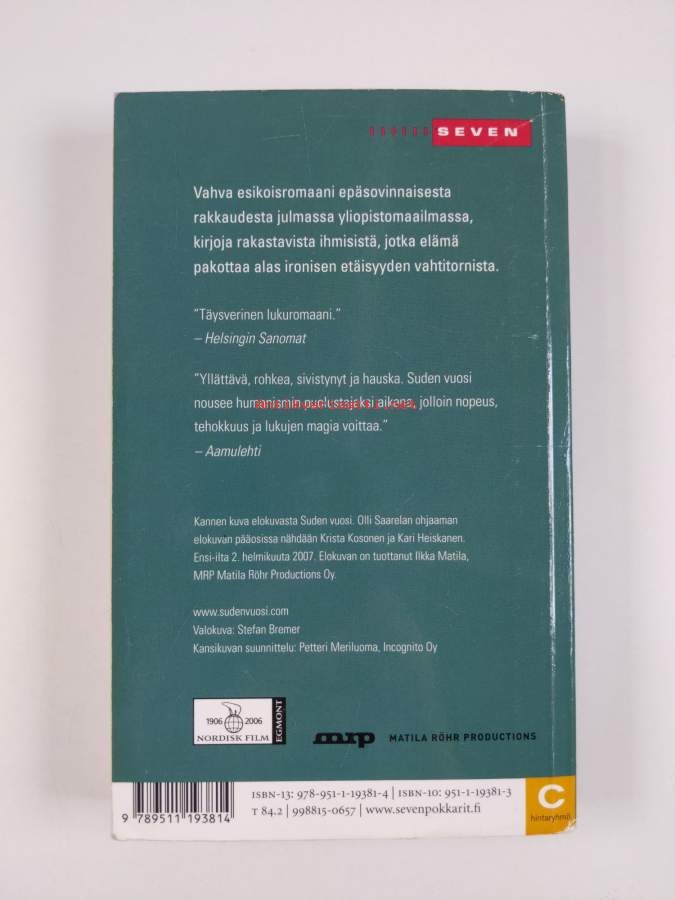 SEVEN
Vahva esikoisromaani epäsovinnaisesta
rakkaudesta julmassa yliopistomaailmassa,
kirjoja rakastavista ihmisistä, jotka elämä
pakottaa alas ironisen etäisyyden vahtitornista.
"Täysverinen lukuromaani."
– Helsingin Sanomat
"Yllättävä, rohkea, sivistynyt ja hauska. Suden vuosi
nousee humanismin puolustajaksi aikana, jolloin nopeus,
tehokkuus ja lukujen magia voittaa."
– Aamulehti
Kannen kuva elokuvasta Suden vuosi. Olli Saarelan ohjaaman
elokuvan pääosissa nähdään Krista Kosonen ja Kari Heiskanen.
Ensi-ilta 2. helmikuuta 2007. Elokuvan on tuottanut Ilkka Matila,
MRP Matila Röhr Productions Oy.
www.sudenvuosi.com
Valokuva: Stefan Bremer
Kansikuvan suunnittelu: Petteri Meriluoma, Incognito Oy
1906 2006
NORDISK FILM
EGMONT
mrp MATILA RÖHR PRODUCTIONS
ISBN-13: 978-951-1-19381-4 | ISBN-10: 951-1-19381-3
T 84.2 | 998815-0657 | www.sevenpokkarit.fi
9 789511 193814
C
hintaryhmä